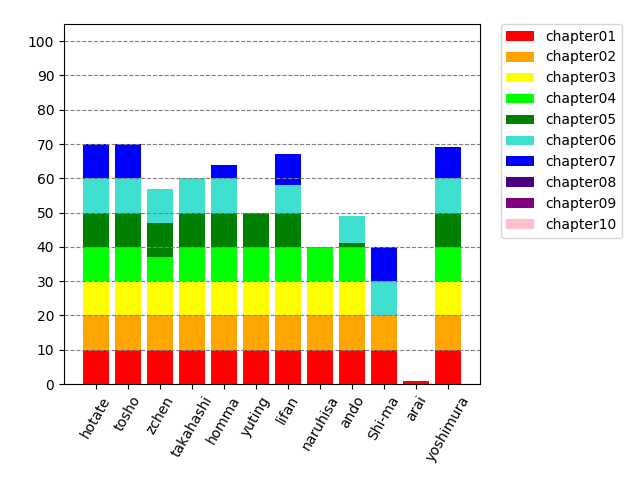 100
90
80
70
60
50
40
30
20
10
0
hotate
tosho
zchen
takahashi
homma
yuting
lifan
naruhisa
ando
Shi-ma
arai
yoshimura
chapter01
chapter02
chapter03
chapter04
chapter05
chapter06
chapter07
chapter08
chapter09
chapter10